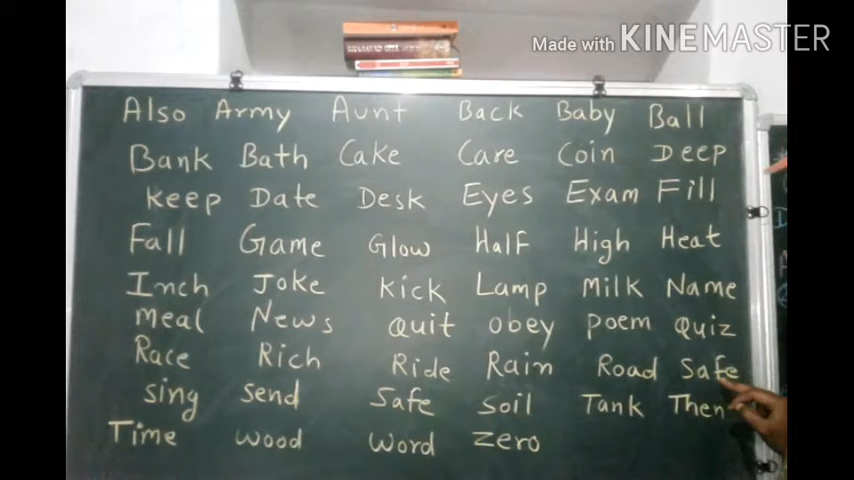 Made with KINEMASTER
Also Army Aunt Back Baby Ball
Bank Bath Cake Care Coin Deep
Keep Date Desk Eyes Exam Fill
Fall Game Glow Half High Heat
Inch Joke Kick Lamp Milk Name
Meal News Quit obey poem Quiz
Race Rich Ride Rain Road Safe
sing send Safe Soil Tank Then
Time wood word Zero